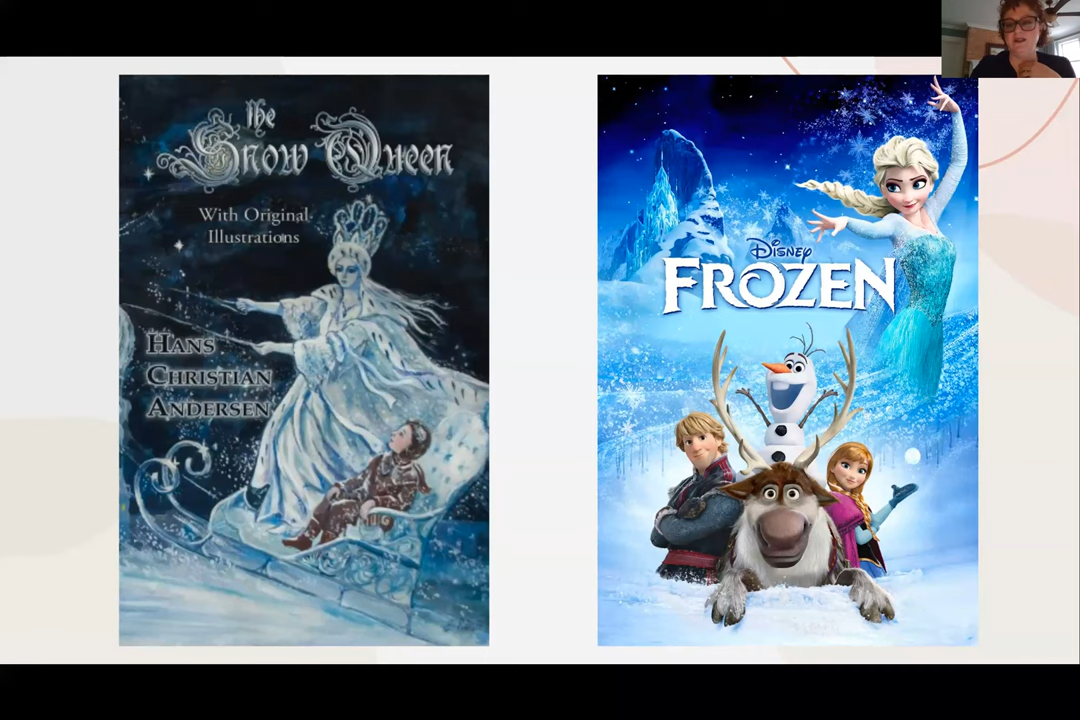 the
Snow Queen
With Original
Illustrations
HANS
CHRISTIAN
ANDERSEN
DISNEY
FROZEN